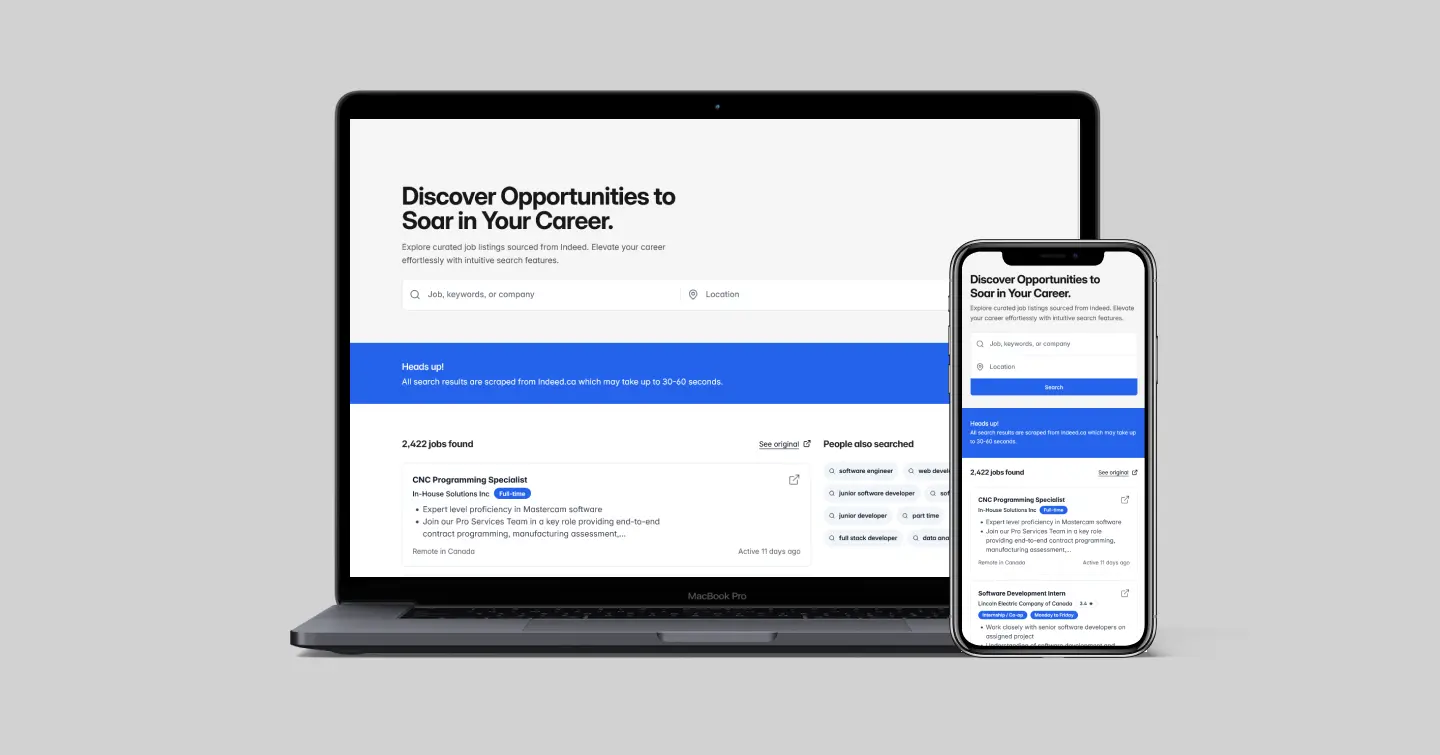 Discover Opportunities to
Soar in Your Career.
Explore curated job listings sourced from Indeed. Elevate your career
effortlessly with intuitive search features.
Job, keywords, or company
Location
Heads up!
All search results are scraped from Indeed.ca which may take up to 30-60 seconds.
2,422 jobs found
See original
CNC Programming Specialist
In-House Solutions Inc
Full-time
• Expert level proficiency in Mastercam software
• Join our Pro Services Team in a key role providing end-to-end
contract programming, manufacturing assessment,...
Remote in Canada
Active 11 days ago
People also searched
software engineer
junior software developer
junior developer
part time
full stack developer
MacBook Pro
Discover Opportunities to
Soar in Your Career.
Explore curated job listings sourced from Indeed. Elevate
your career effortlessly with intuitive search features.
Job, keywords, or company
Location
Search
Heads up!
All search results are scraped from Indeed.ca which may take up
to 30-60 seconds.
2,422 jobs found
See original
CNC Programming Specialist
In-House Solutions Inc
Full-time
• Expert level proficiency in Mastercam software
• Join our Pro Services Team in a key role
providing end-to-end contract programming,
manufacturing assessment,...
Remote in Canada
Active 11 days ago
Software Development Intern
Lincoln Electric Company of Canada
3.4
Internship / Co-op
Monday to Friday
• Work closely with senior software developers on
assigned project